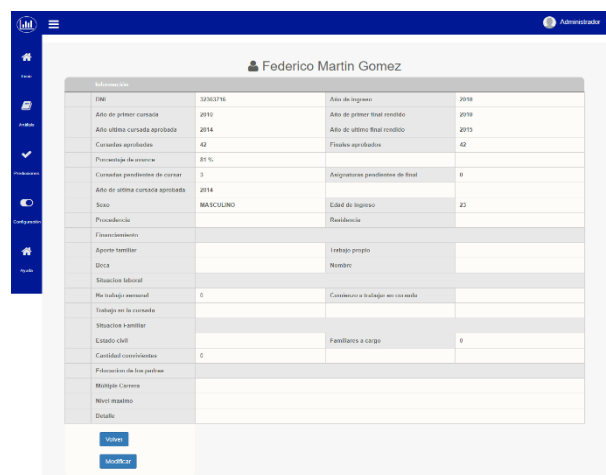 Administrador
Inicio
Análisis
Predicciones
Configuración
Ayuda
Federico Martin Gomez
Información
DNI 32363716 Año de ingreso 2010
Año de primer cursada 2010 Año de primer final rendido 2010
Año ultima cursada aprobada 2014 Año de ultimo final rendido 2015
Cursadas aprobadas 42 Finales aprobados 42
Porcentaje de avance 81 %
Cursadas pendientes de cursar 3 Asignaturas pendientes de final 0
Año de ultima cursada aprobada 2014
Sexo MASCULINO Edad de ingreso 23
Procedencia Residencia
Financiamiento
Aporte familiar Trabajo propio
Beca Nombre
Situacion laboral
Hs trabajo semanal 0 Comienzo a trabajar en cursada
Trabajo en la cursada
Situacion Familiar
Estado civil Familiares a cargo 0
Cantidad convivientes 0
Educacion de los padres
Múltiple Carrera
Nivel maximo
Detalle
Volver
Modificar